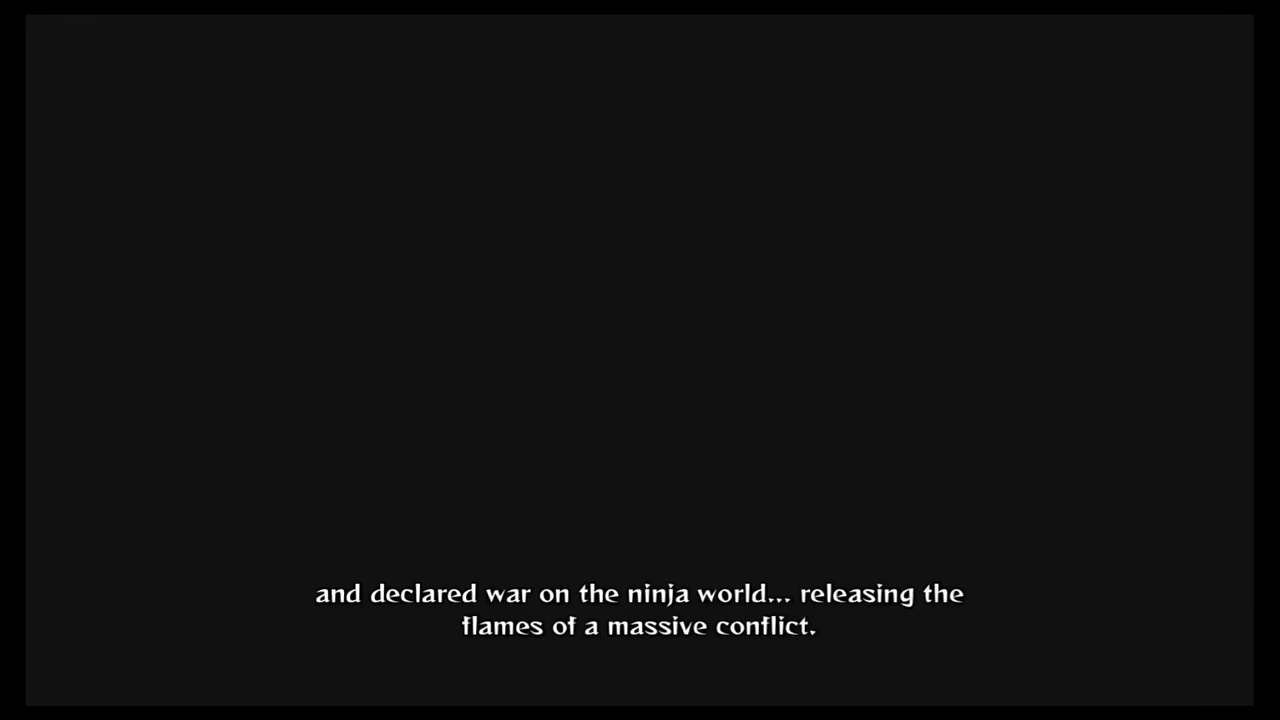 and declared war on the ninja world... releasing the
flames of a massive conflict.